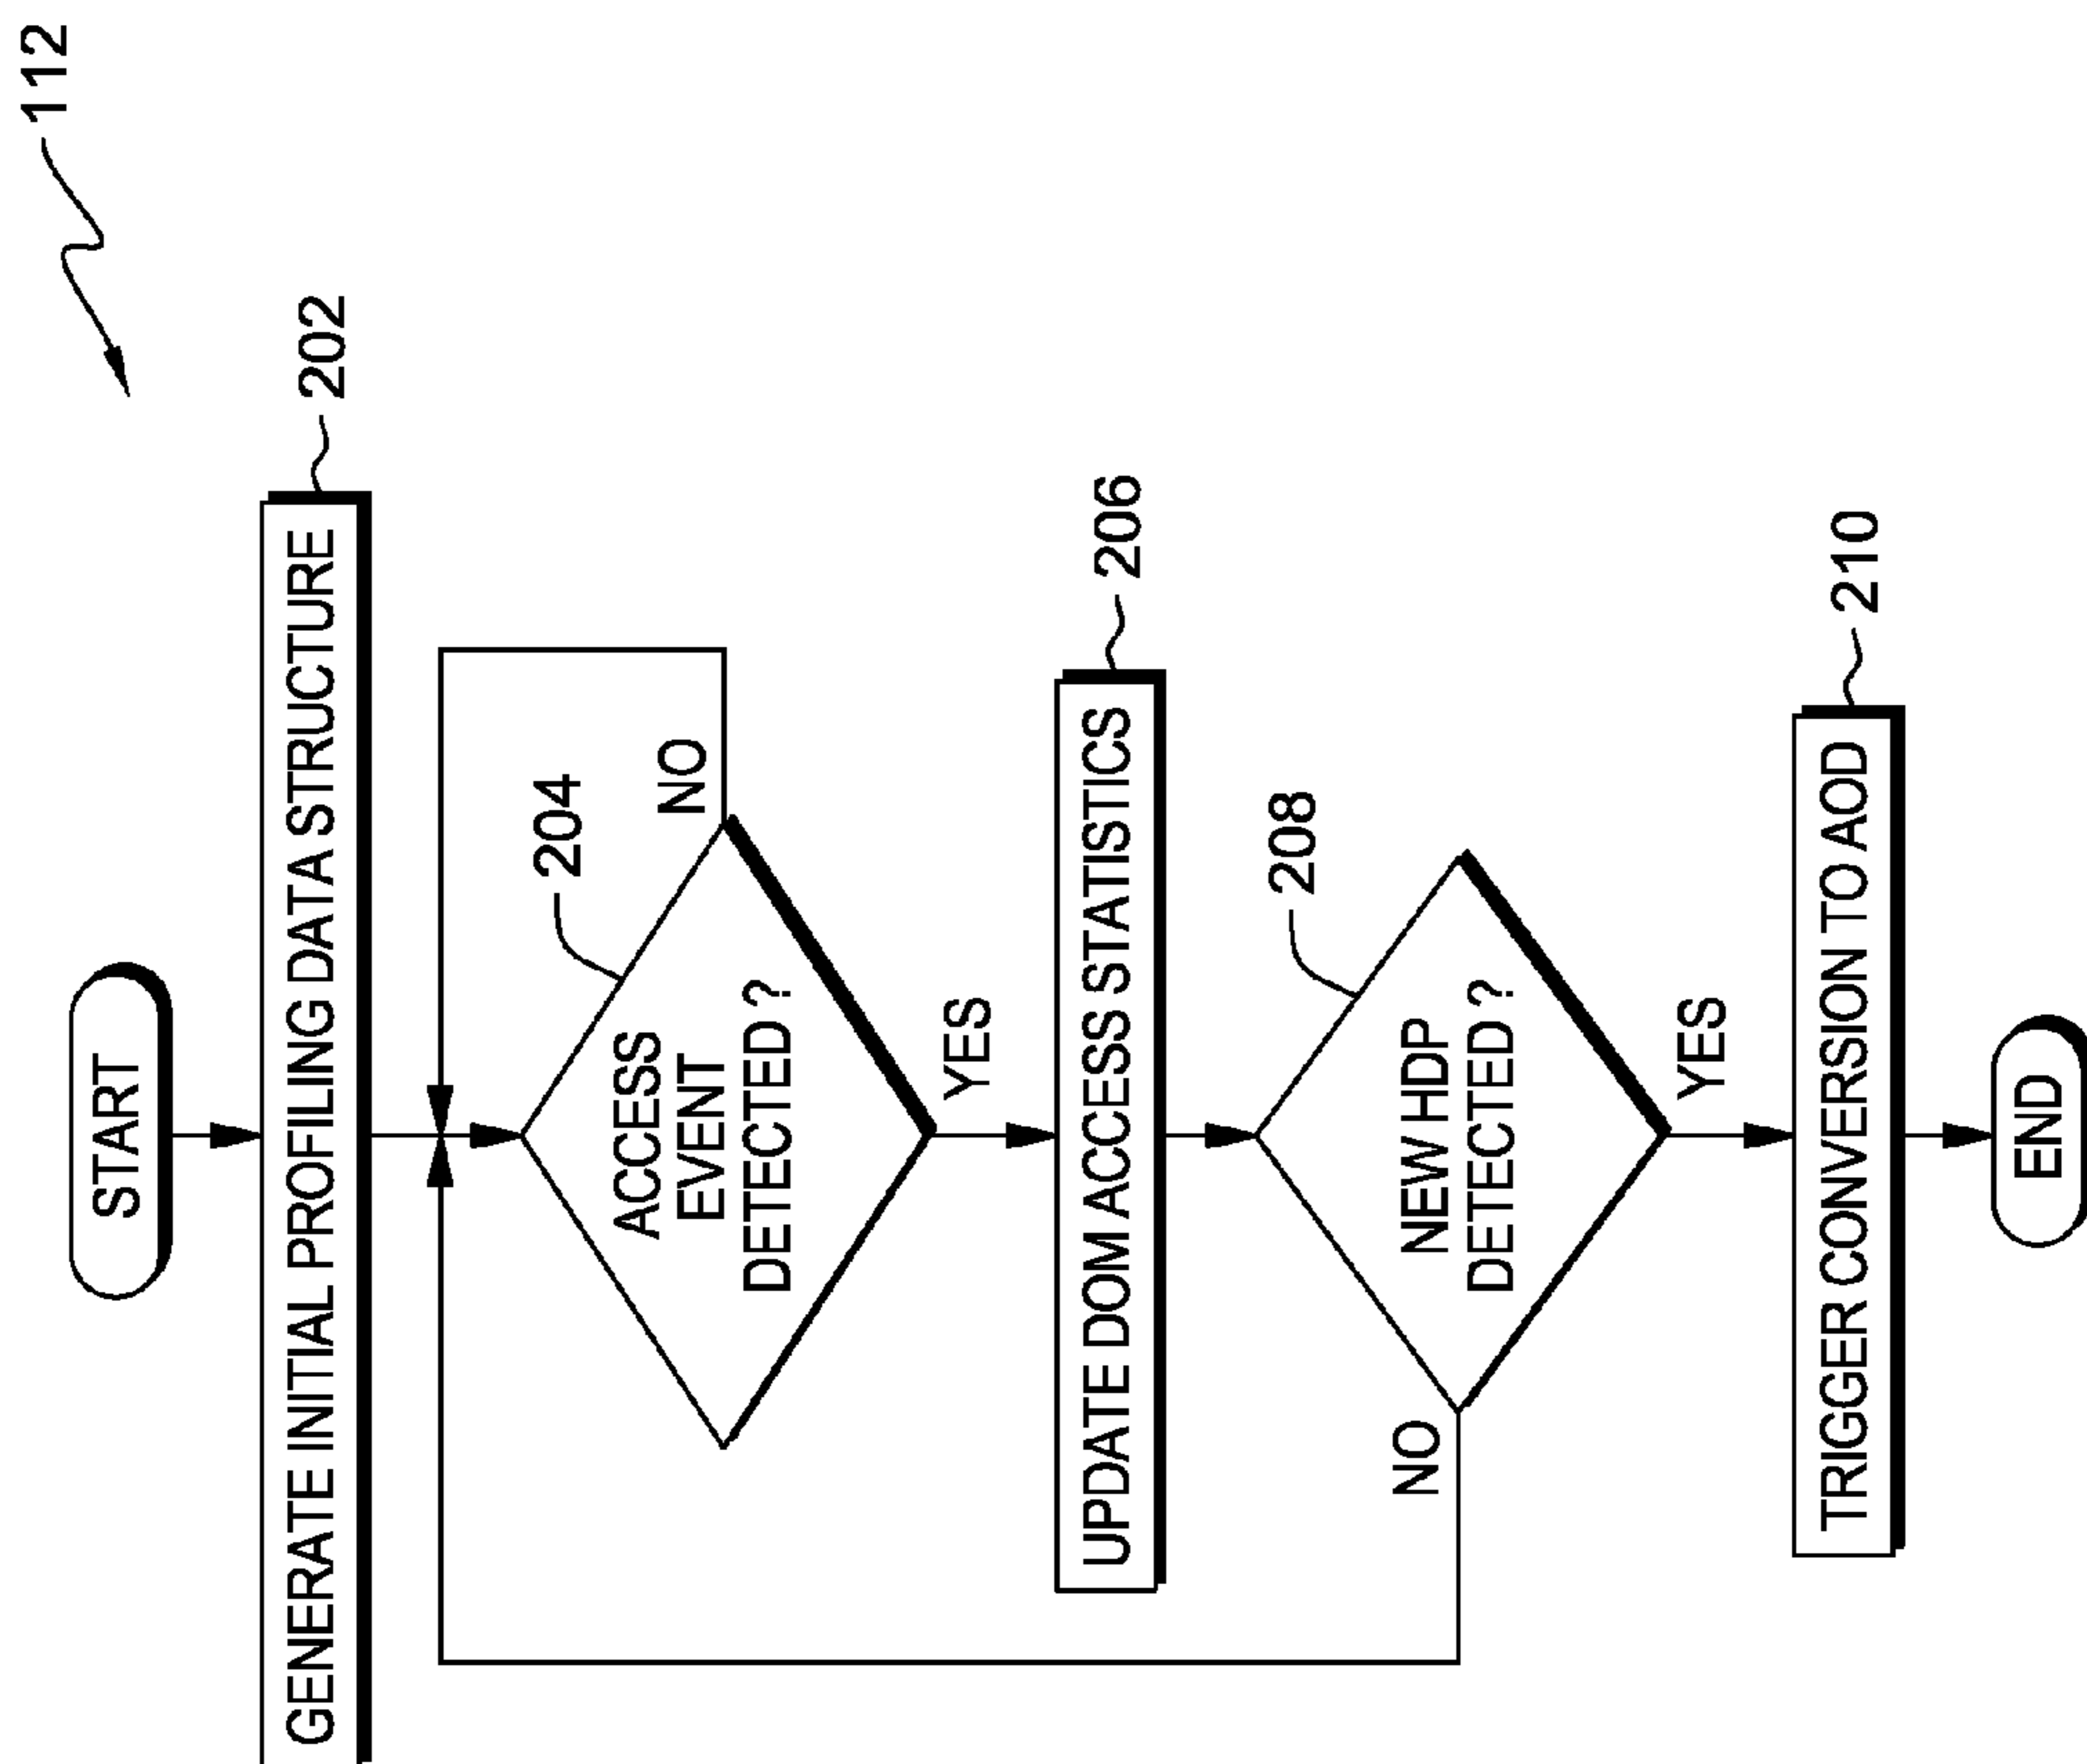 112
START
GENERATE INITIAL PROFILING DATA STRUCTURE
202
204
ACCESS
EVENT
DETECTED ?
NO
YES
UPDATE DOM ACCESS STATISTICS
206
208
NEW HDP
DETECTED ?
NO
YES
TRIGGER CONVERSION TO AOD
210
END